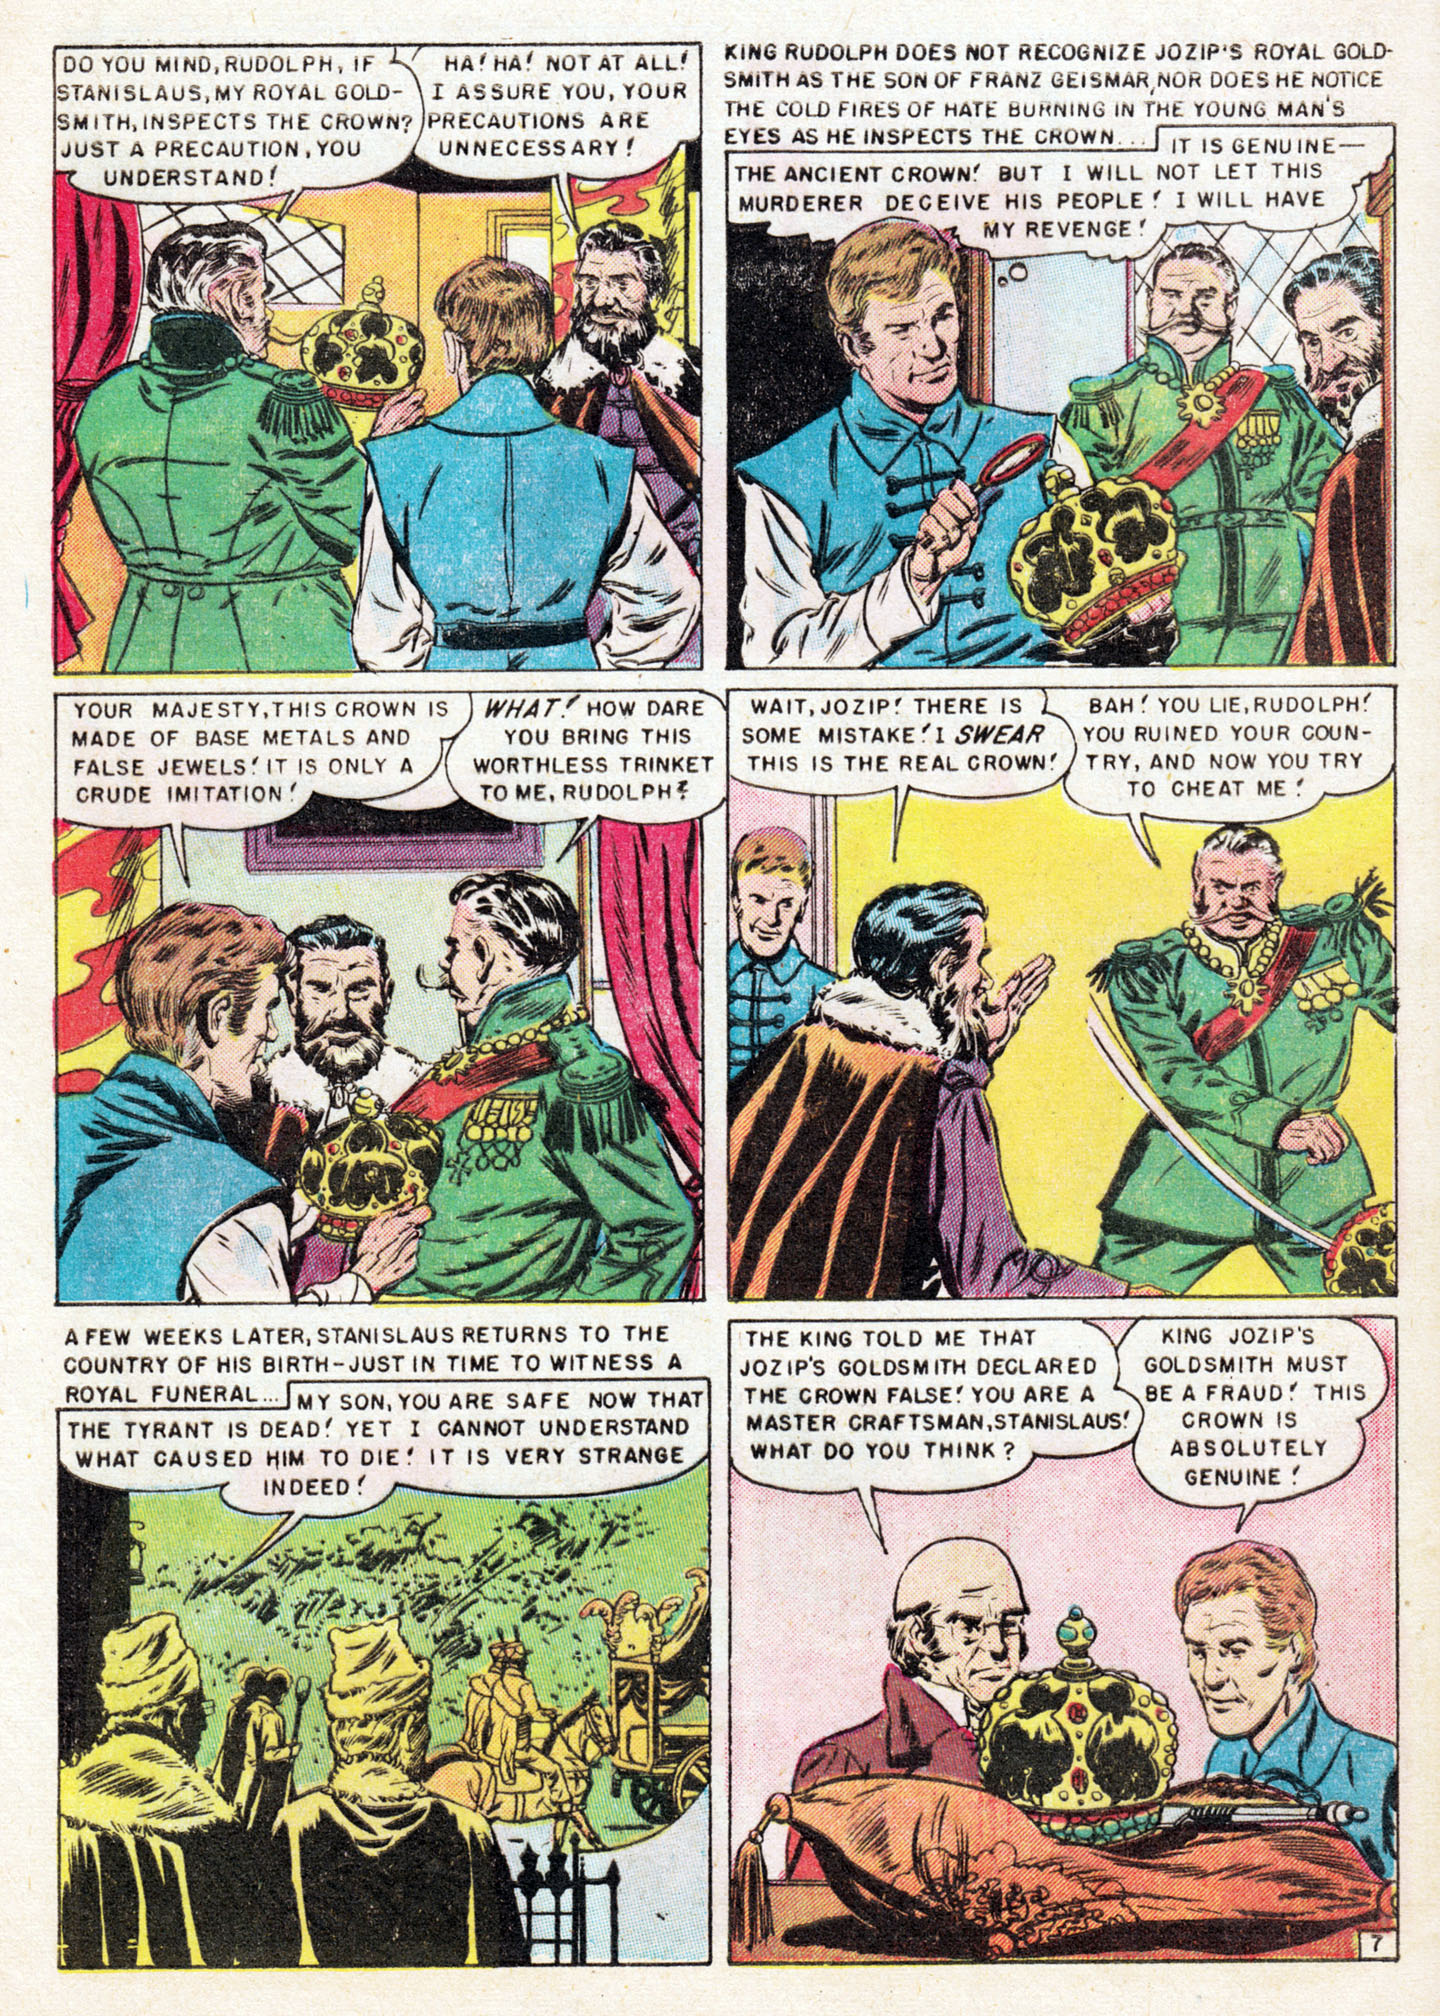 DO YOU MIND, RUDOLPH, IF
STANISLAUS, MY ROYAL GOLD-
SMITH, INSPECTS THE CROWN?
JUST A PRECAUTION, YOU
UNDERSTAND!
HA! HA! NOT AT ALL!
I ASSURE YOU, YOUR
PRECAUTIONS ARE
UNNECESSARY!
KING RUDOLPH DOES NOT RECOGNIZE JOZIP'S ROYAL GOLD-
SMITH AS THE SON OF FRANZ GEISMAR, NOR DOES HE NOTICE
THE COLD FIRES OF HATE BURNING IN THE YOUNG MAN'S
EYES AS HE INSPECTS THE CROWN...
IT IS GENUINE—
THE ANCIENT CROWN! BUT I WILL NOT LET THIS
MURDERER DECEIVE HIS PEOPLE! I WILL HAVE
MY REVENGE!
YOUR MAJESTY, THIS CROWN IS
MADE OF BASE METALS AND
FALSE JEWELS! IT IS ONLY A
CRUDE IMITATION!
WHAT! HOW DARE
YOU BRING THIS
WORTHLESS TRINKET
TO ME, RUDOLPH?
WAIT, JOZIP! THERE IS
SOME MISTAKE! I SWEAR
THIS IS THE REAL CROWN!
BAH! YOU LIE, RUDOLPH!
YOU RUINED YOUR COUN-
TRY, AND NOW YOU TRY
TO CHEAT ME!
A FEW WEEKS LATER, STANISLAUS RETURNS TO THE
COUNTRY OF HIS BIRTH-JUST IN TIME TO WITNESS A
ROYAL FUNERAL...
MY SON, YOU ARE SAFE NOW THAT
THE TYRANT IS DEAD! YET I CANNOT UNDERSTAND
WHAT CAUSED HIM TO DIE! IT IS VERY STRANGE
INDEED!
THE KING TOLD ME THAT
JOZIP'S GOLDSMITH DECLARED
THE CROWN FALSE! YOU ARE A
MASTER CRAFTSMAN, STANISLAUS!
WHAT DO YOU THINK?
KING JOZIP'S
GOLDSMITH MUST
BE A FRAUD! THIS
CROWN IS
ABSOLUTELY
GENUINE!
7